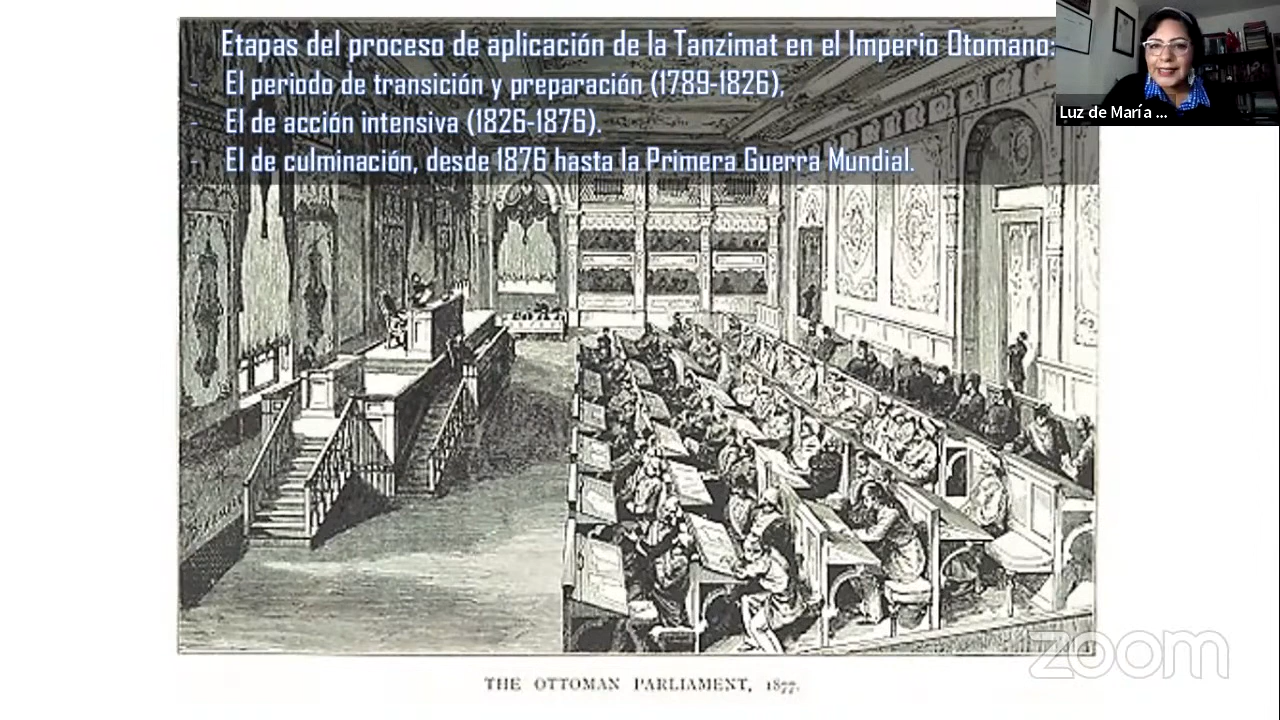 Etapas del proceso de aplicación de la Tanzimat en el Imperio Otomano:
- El periodo de transición y preparación (1789-1826),
- El de acción intensiva (1826-1876).
- El de culminación, desde 1876 hasta la Primera Guerra Mundial.
Luz de María ...
zoom
THE OTTOMAN PARLIAMENT, 1877.